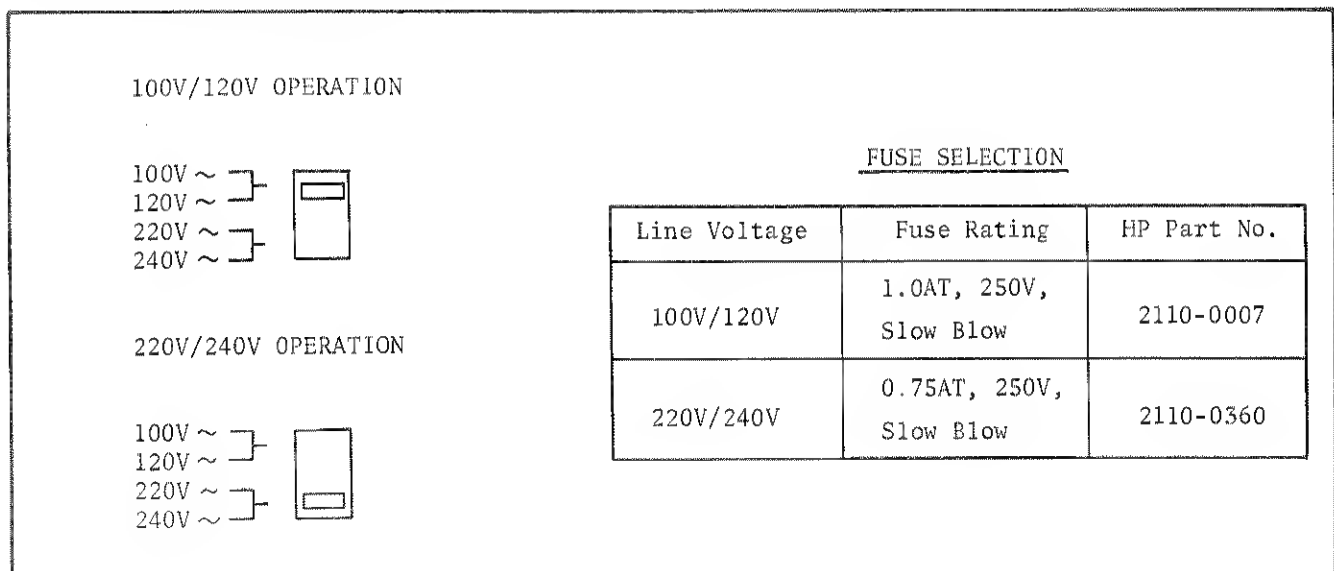 100V/120V OPERATION
100V ~
120V ~
220V ~
240V ~
220V/240V OPERATION
100V ~
120V ~
220V ~
240V ~
FUSE SELECTION
Line Voltage Fuse Rating HP Part No.
100V/120V 1.0AT, 250V, 2110-0007
Slow Blow
220V/240V 0.75AT, 250V, 2110-0360
Slow Blow